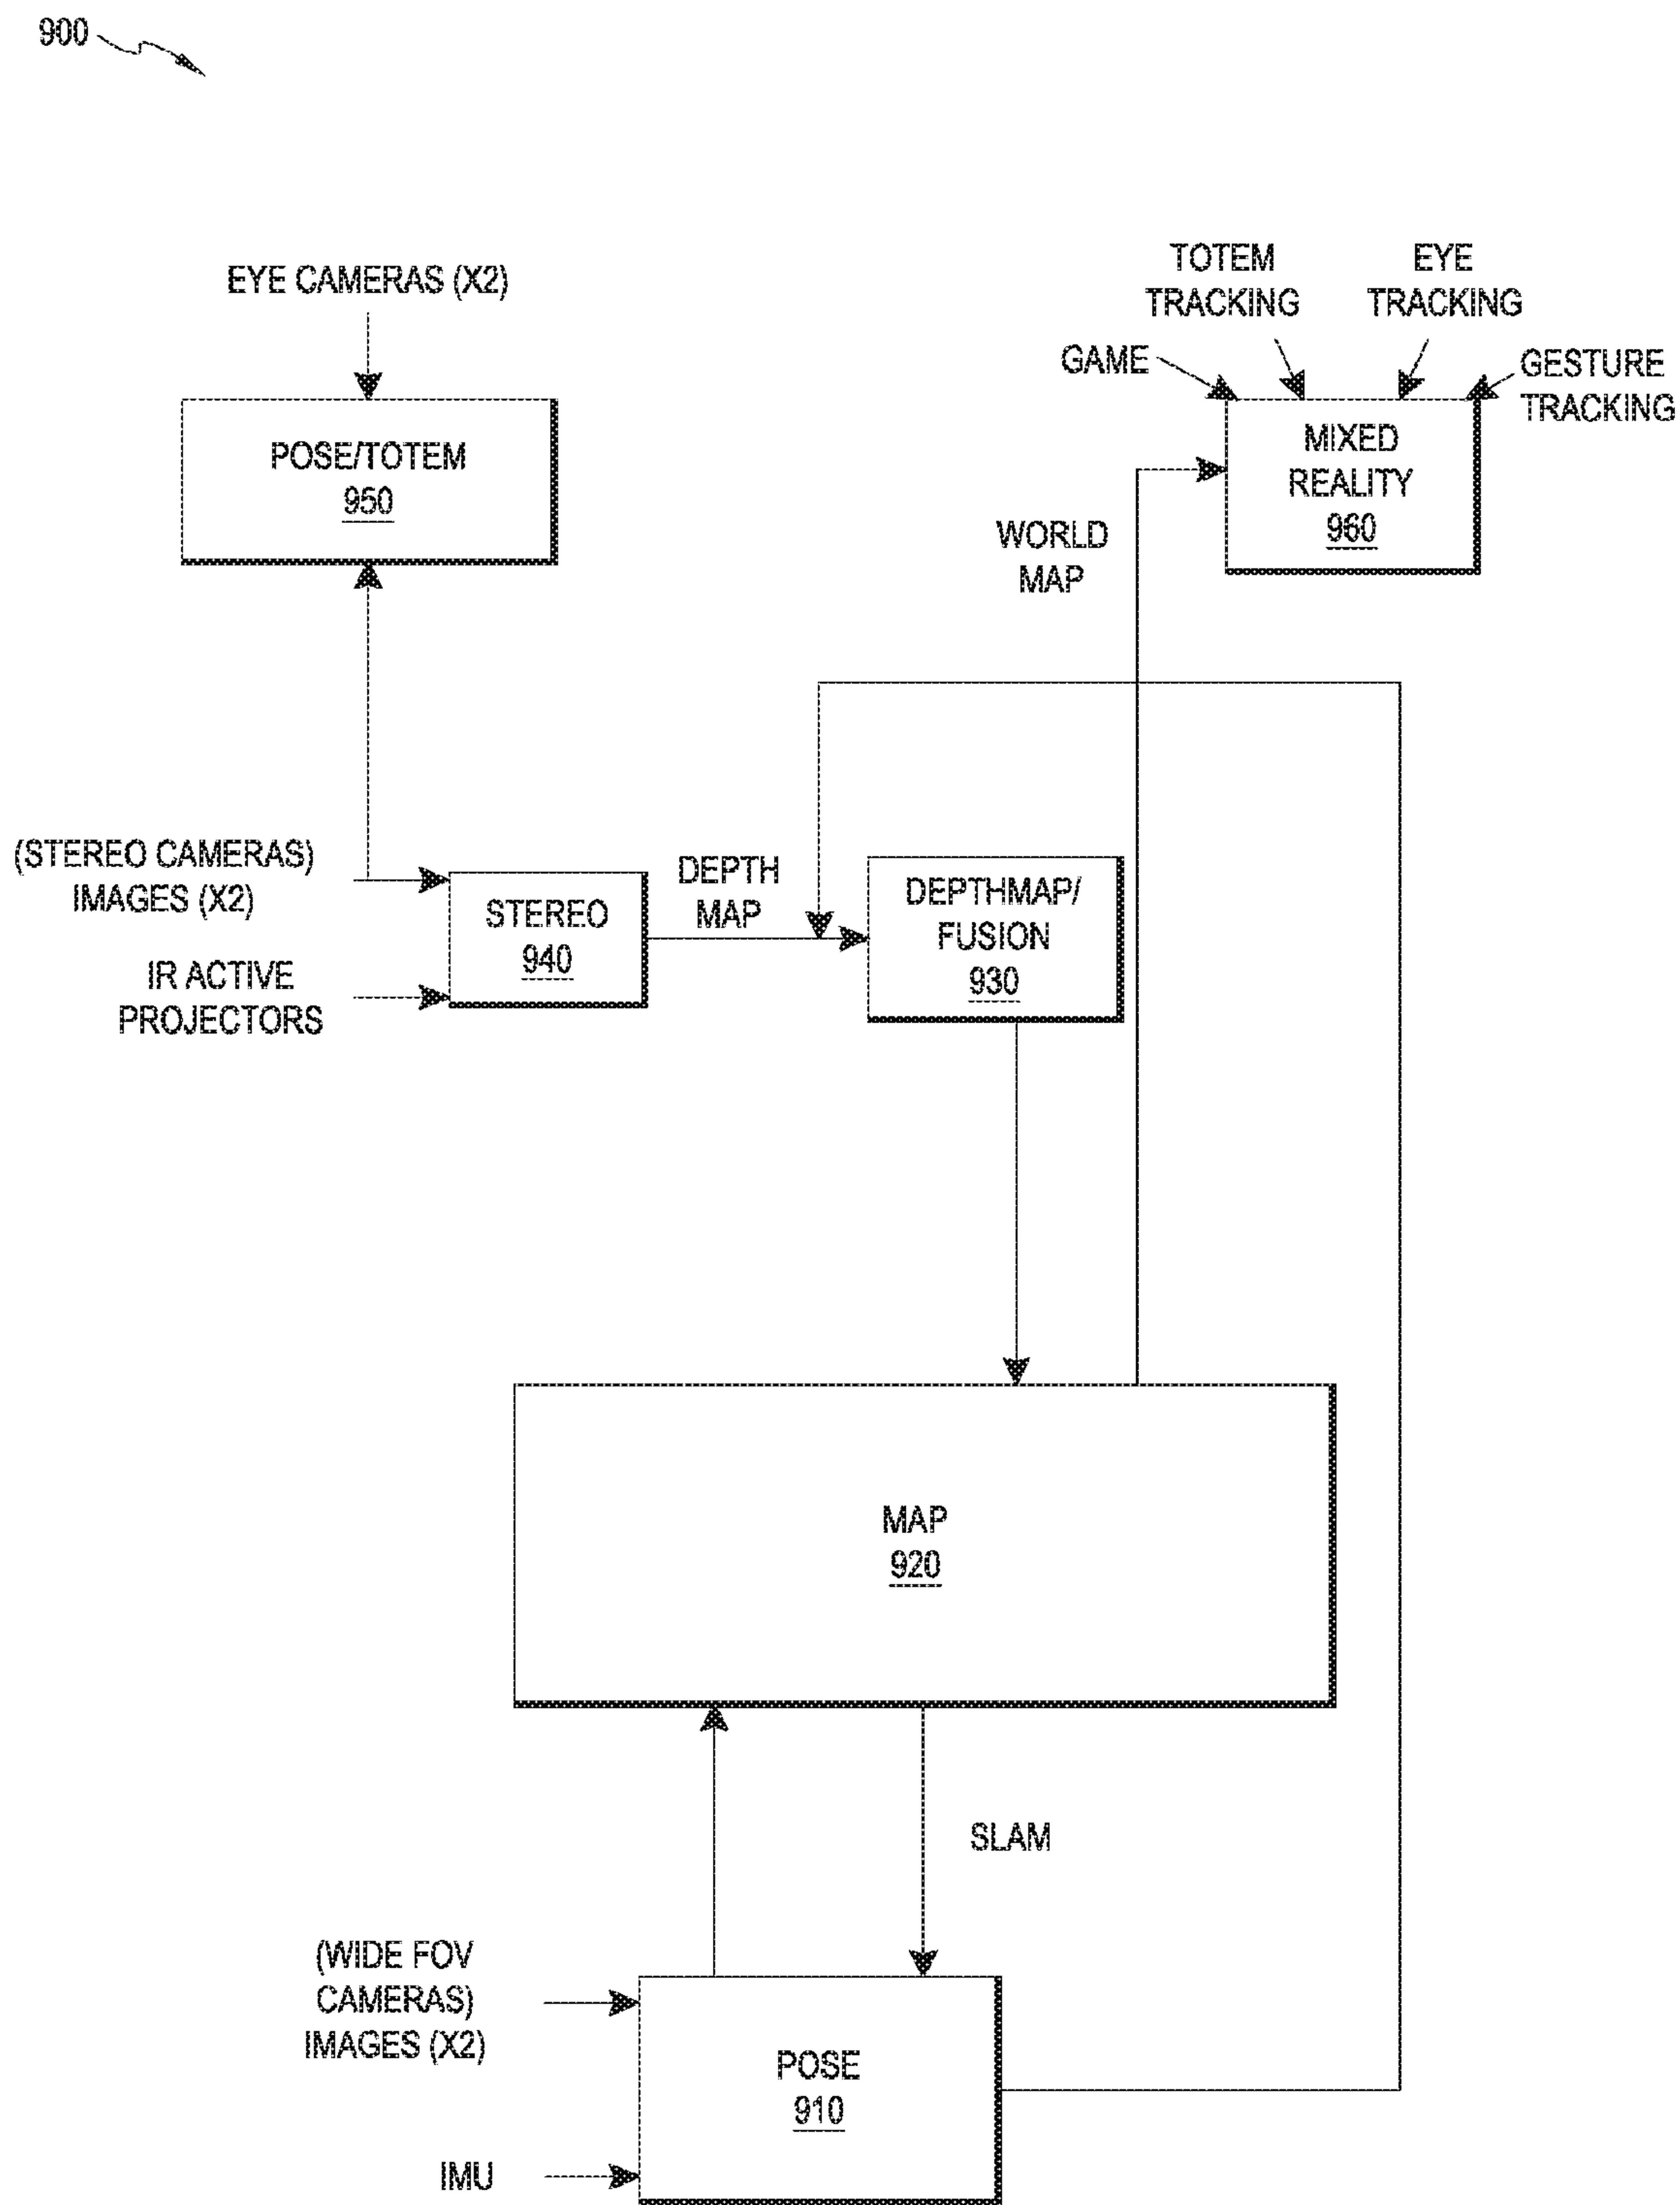 900
EYE CAMERAS (X2)
POSE/TOTEM
950
TOTEM
TRACKING
EYE
TRACKING
GAME
GESTURE
TRACKING
MIXED
REALITY
960
WORLD
MAP
(STEREO CAMERAS)
IMAGES (X2)
IR ACTIVE
PROJECTORS
STEREO
940
DEPTH
MAP
DEPTHMAP/
FUSION
930
MAP
920
SLAM
(WIDE FOV
CAMERAS)
IMAGES (X2)
IMU
POSE
910